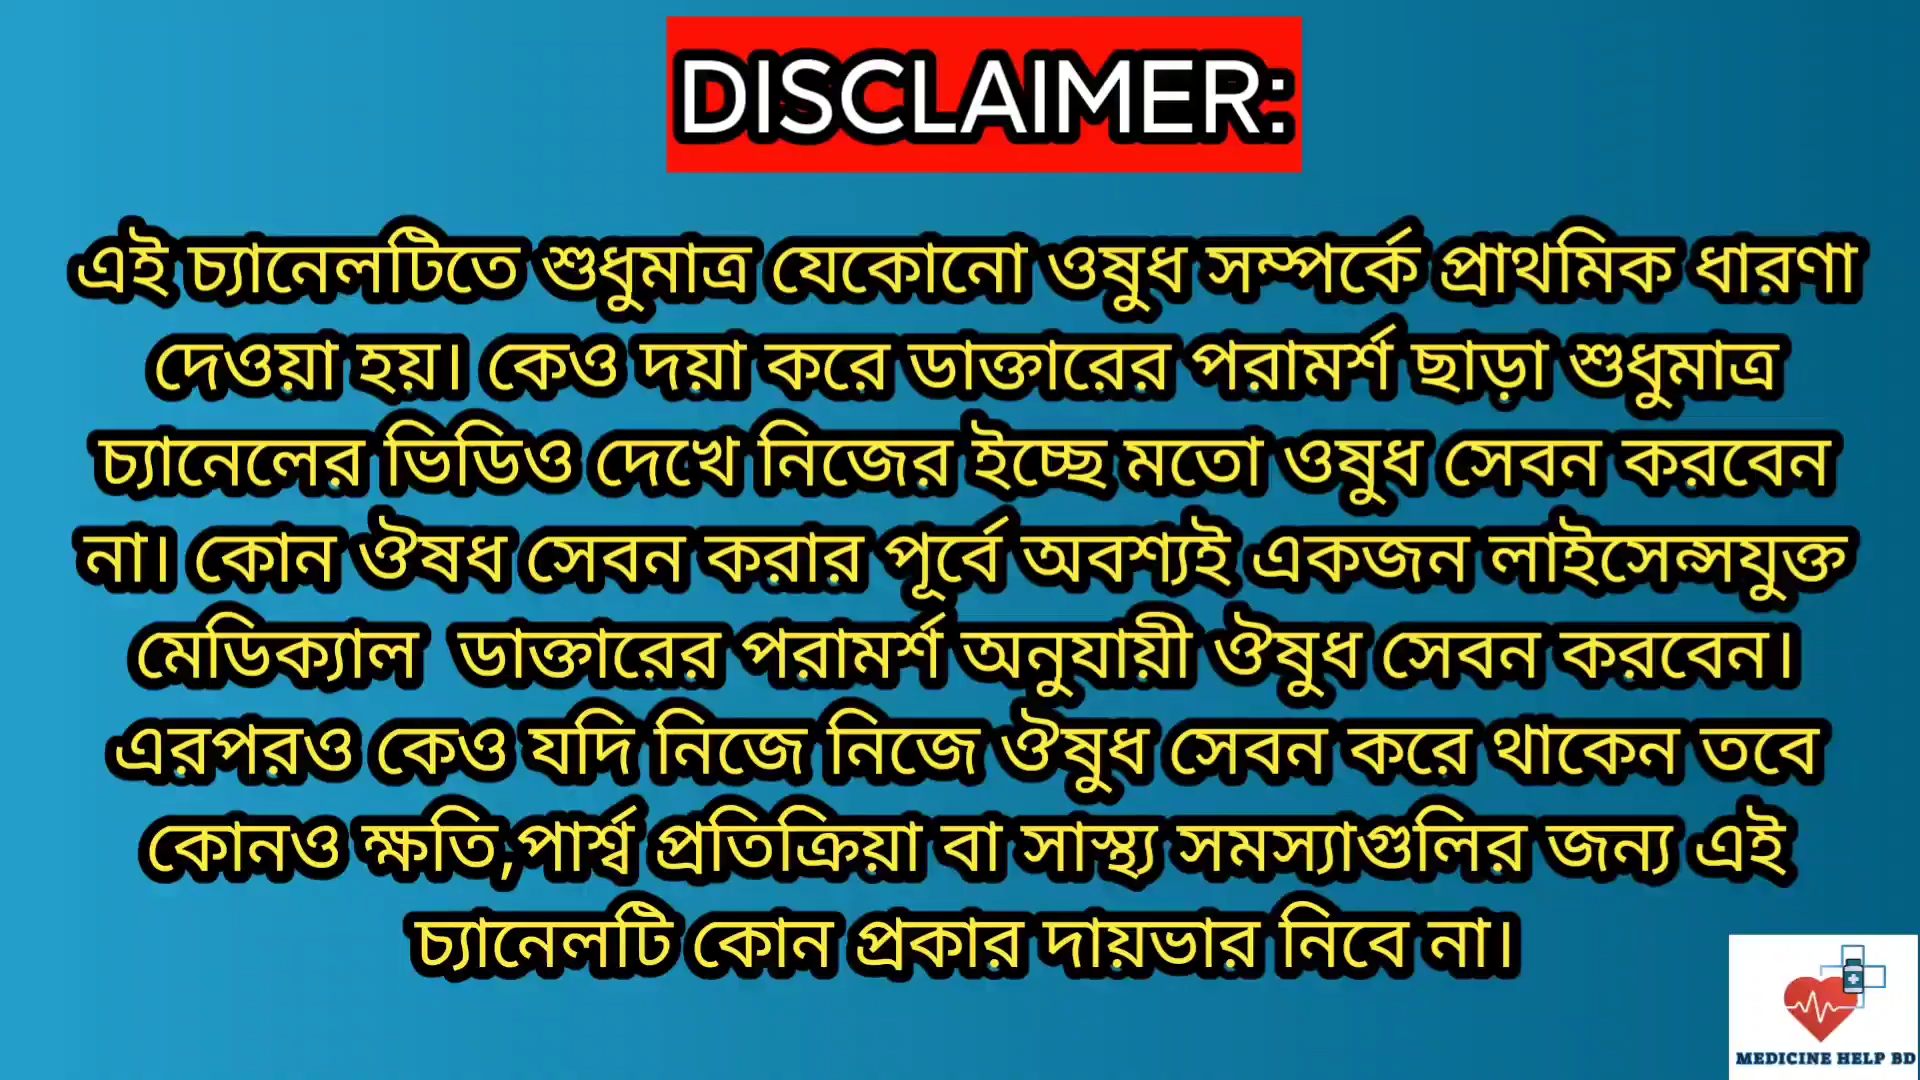 DISCLAIMER:
এই চ্যানেলটিতে শুধুমাত্র যেকোনো ওষুধ সম্পর্কে প্রাথমিক ধারণা
দেওয়া হয়। কেও দয়া করে ডাক্তারের পরামর্শ ছাড়া শুধুমাত্র
চ্যানেলের ভিডিও দেখে নিজের ইচ্ছে মতো ওষুধ সেবন করবেন
না। কোন ঔষধ সেবন করার পূর্বে অবশ্যই একজন লাইসেন্সযুক্ত
মেডিক্যাল ডাক্তারের পরামর্শ অনুযায়ী ঔষুধ সেবন করবেন।
এরপরও কেও যদি নিজে নিজে ঔষুধ সেবন করে থাকেন তবে
কোনও ক্ষতি,পার্শ্ব প্রতিক্রিয়া বা সাস্থ্য সমস্যাগুলির জন্য এই
চ্যানেলটি কোন প্রকার দায়ভার নিবে না।
MEDICINE HELP BD